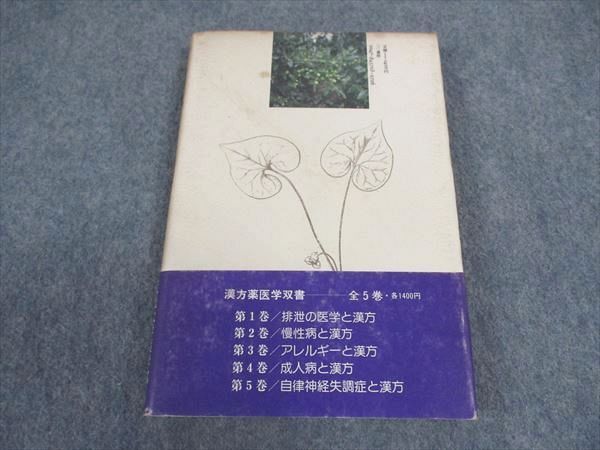 漢方薬医学双書――全5巻・各1400円
第1巻/排泄の医学と漢方
第2巻/慢性病と漢方
第3巻/アレルギーと漢方
第4巻/成人病と漢方
第5巻/自律神経失調症と漢方